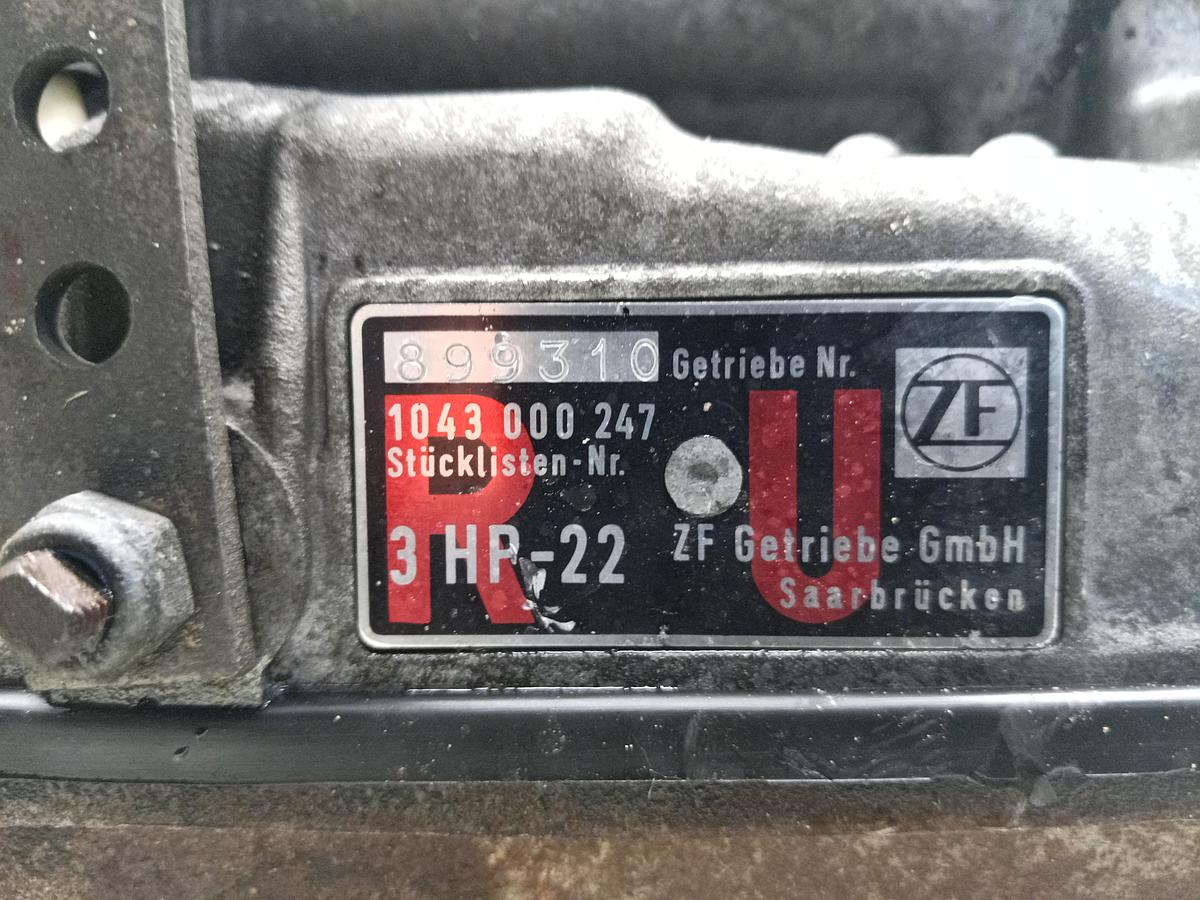 899310 Getriebe Nr.
1043 000 247
Stücklisten-Nr.
R U
ZF
3 HP-22
ZF Getriebe GmbH
Saarbrücken